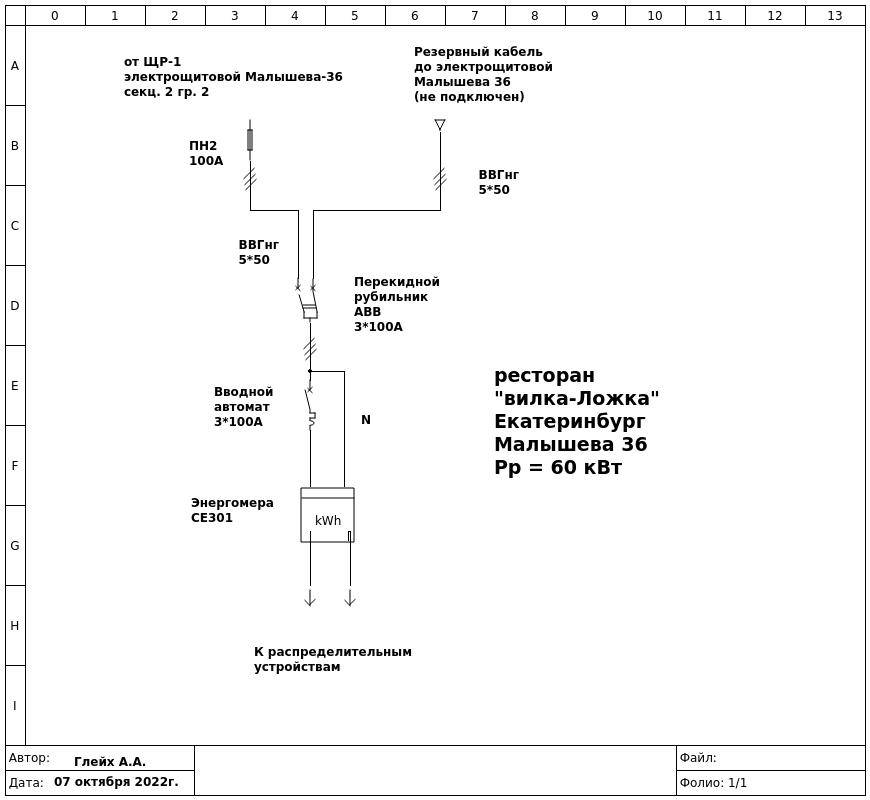 0 1 2 3 4 5 6 7 8 9 10 11 12 13
A
B
C
D
E
F
G
H
I
от ЩР-1
электрощитовой Малышева-36
секц. 2 гр. 2
Резервный кабель
до электрощитовой
Малышева 36
(не подключен)
ПН2
100А
ВВГнг
5*50
ВВГнг
5*50
Перекидной
рубильник
АВВ
3*100А
Вводной
автомат
3*100А
N
ресторан
"вилка-Ложка"
Екатеринбург
Малышева 36
Рр = 60 кВт
Энергомера
СЕ301
kWh
К распределительным
устройствам
Автор: Глейх А.А.
Дата: 07 октября 2022г.
Файл:
Фолио: 1/1